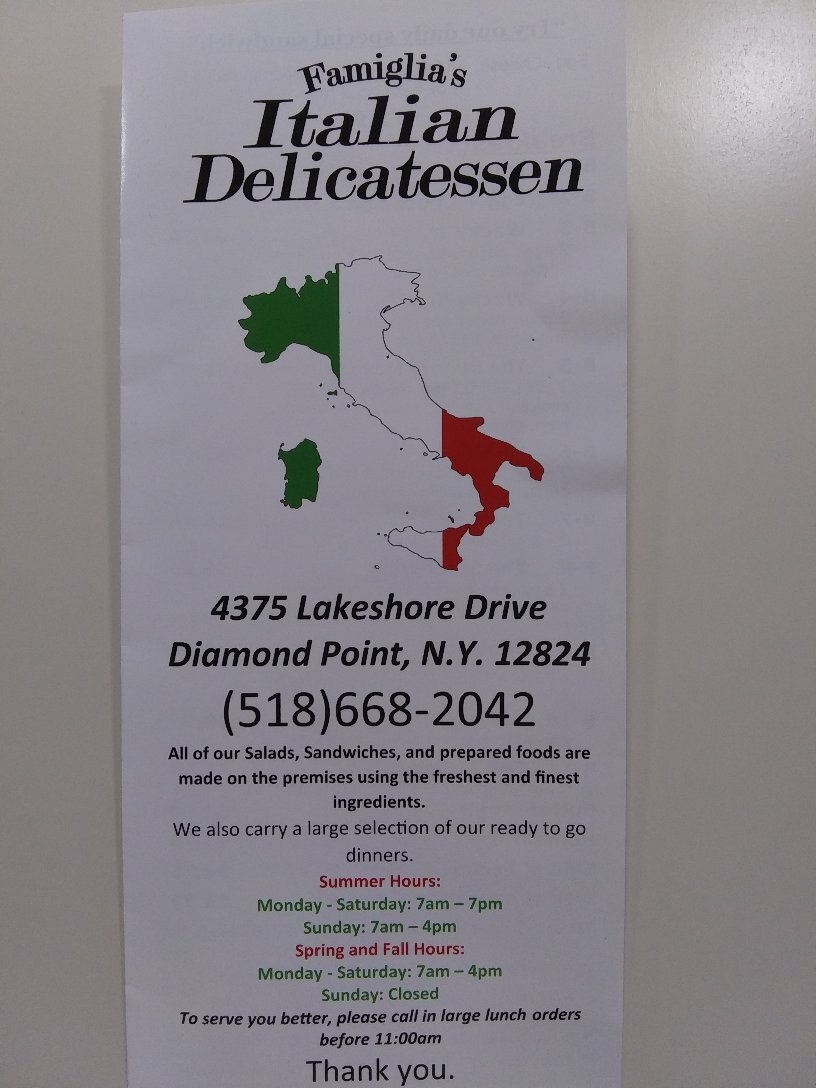 Famiglia's
Italian
Delicatessen
4375 Lakeshore Drive
Diamond Point, N.Y. 12824
(518)668-2042
All of our Salads, Sandwiches, and prepared foods are
made on the premises using the freshest and finest
ingredients.
We also carry a large selection of our ready to go
dinners.
Summer Hours:
Monday - Saturday: 7am – 7pm
Sunday: 7am – 4pm
Spring and Fall Hours:
Monday - Saturday: 7am – 4pm
Sunday: Closed
To serve you better, please call in large lunch orders
before 11:00am
Thank you.